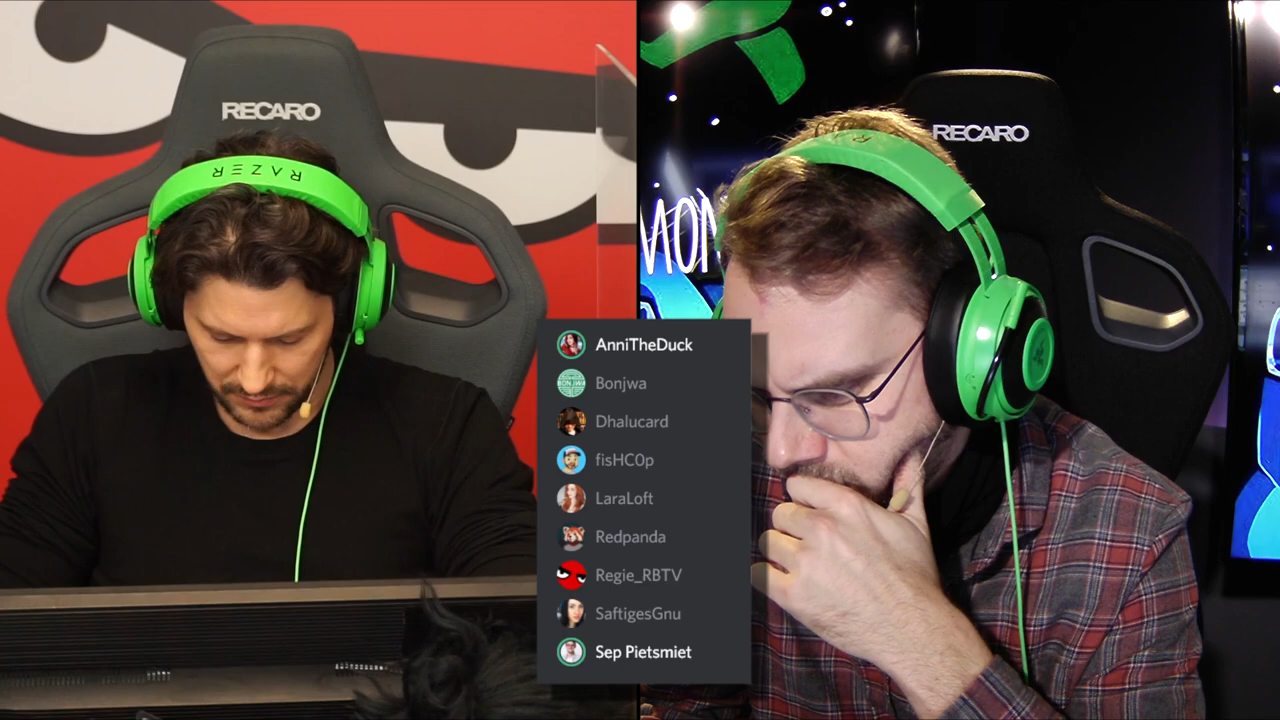 RECARO
RAZER
RECARO
AnniTheDuck
Bonjwa
Dhalucard
fisHC0p
LaraLoft
Redpanda
Regie_RBTV
SaftigesGnu
Sep Pietsmiet